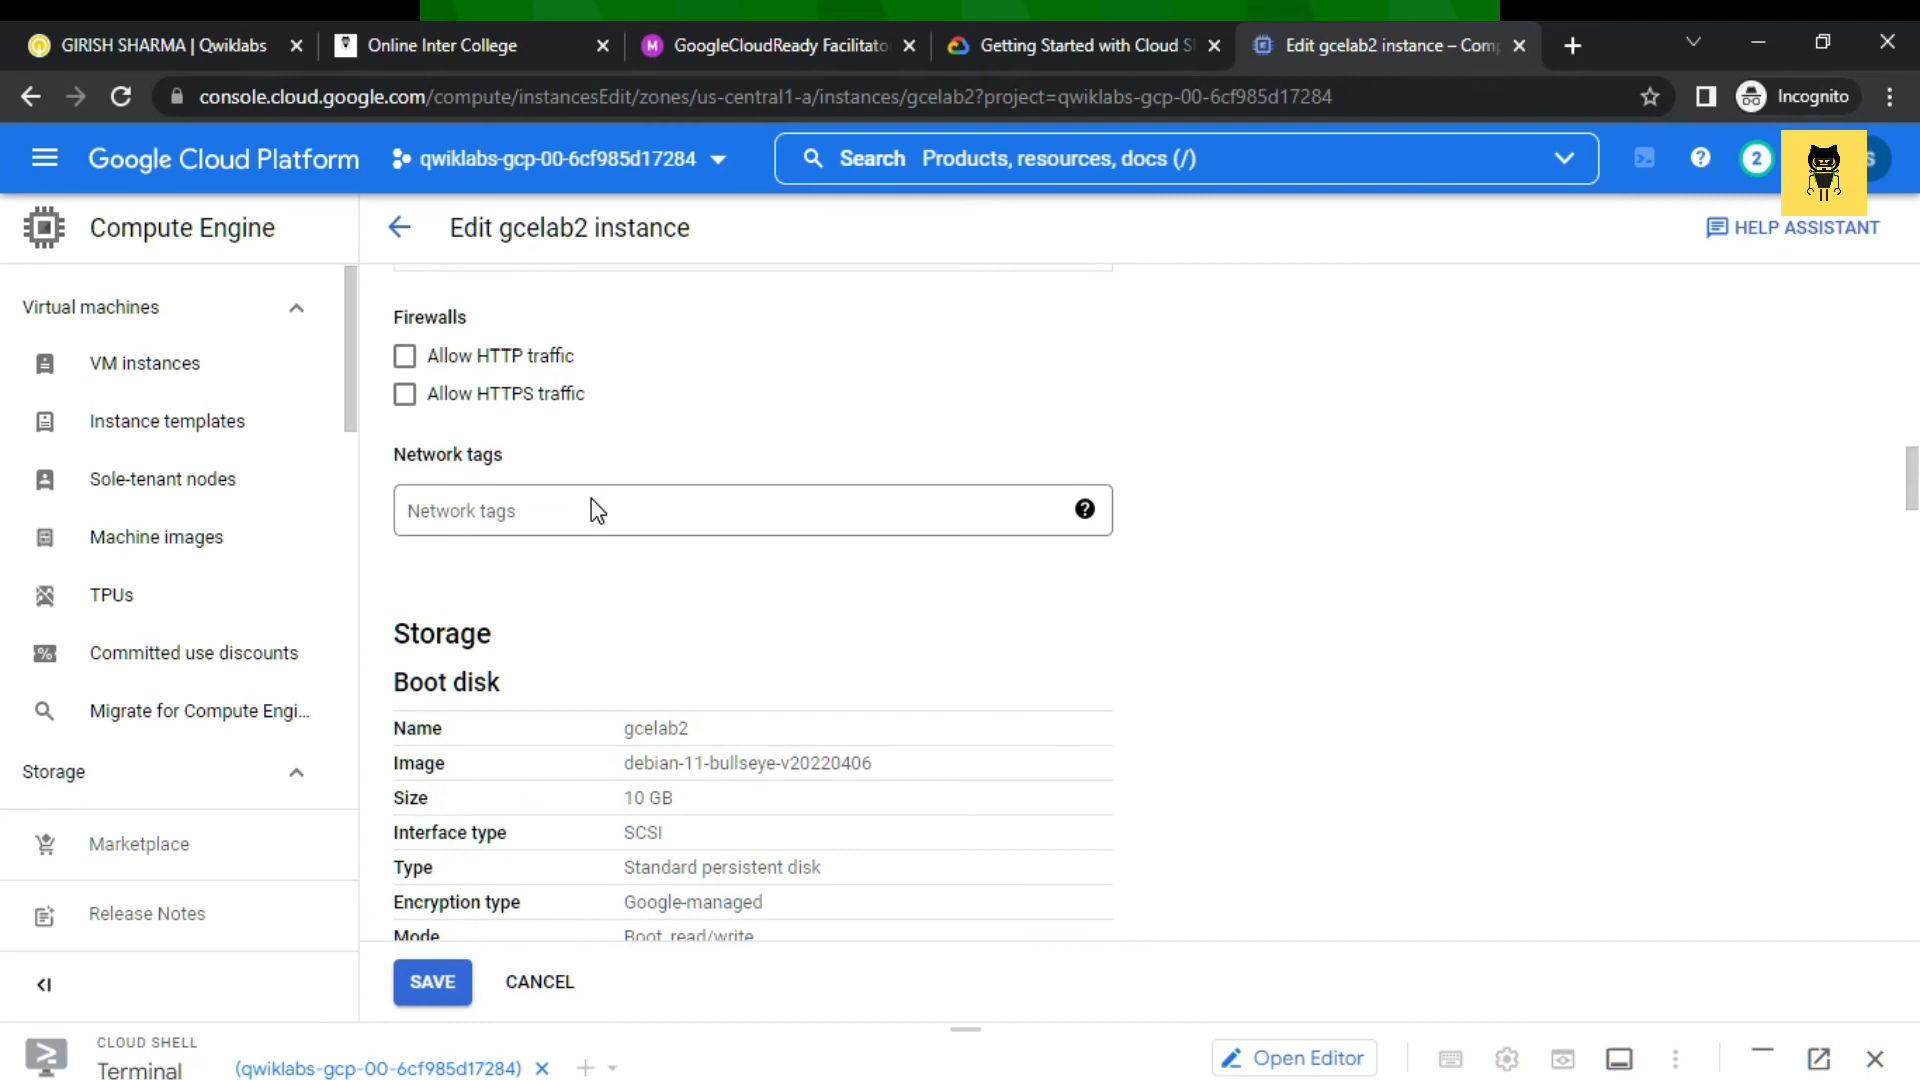 GIRISH SHARMA | Qwiklabs
Online Inter College
M
GoogleCloudReady Facilitato
Getting Started with Cloud S
Edit gcelab2 instance – Comp
console.cloud.google.com/compute/instancesEdit/zones/us-central1-a/instances/gcelab2?project=qwiklabs-gcp-00-6cf985d17284
Incognito
Google Cloud Platform
qwiklabs-gcp-00-6cf985d17284
Search Products, resources, docs (/)
2
S
Compute Engine
Edit gcelab2 instance
HELP ASSISTANT
Virtual machines
VM instances
Instance templates
Sole-tenant nodes
Machine images
TPUs
Committed use discounts
Migrate for Compute Engi...
Storage
Marketplace
Release Notes
Firewalls
Allow HTTP traffic
Allow HTTPS traffic
Network tags
Network tags
Storage
Boot disk
Name gcelab2
Image debian-11-bullseye-v20220406
Size 10 GB
Interface type SCSI
Type Standard persistent disk
Encryption type Google-managed
Mode Boot, read/write
SAVE
CANCEL
CLOUD SHELL
Terminal
(qwiklabs-gcp-00-6cf985d17284)
Open Editor